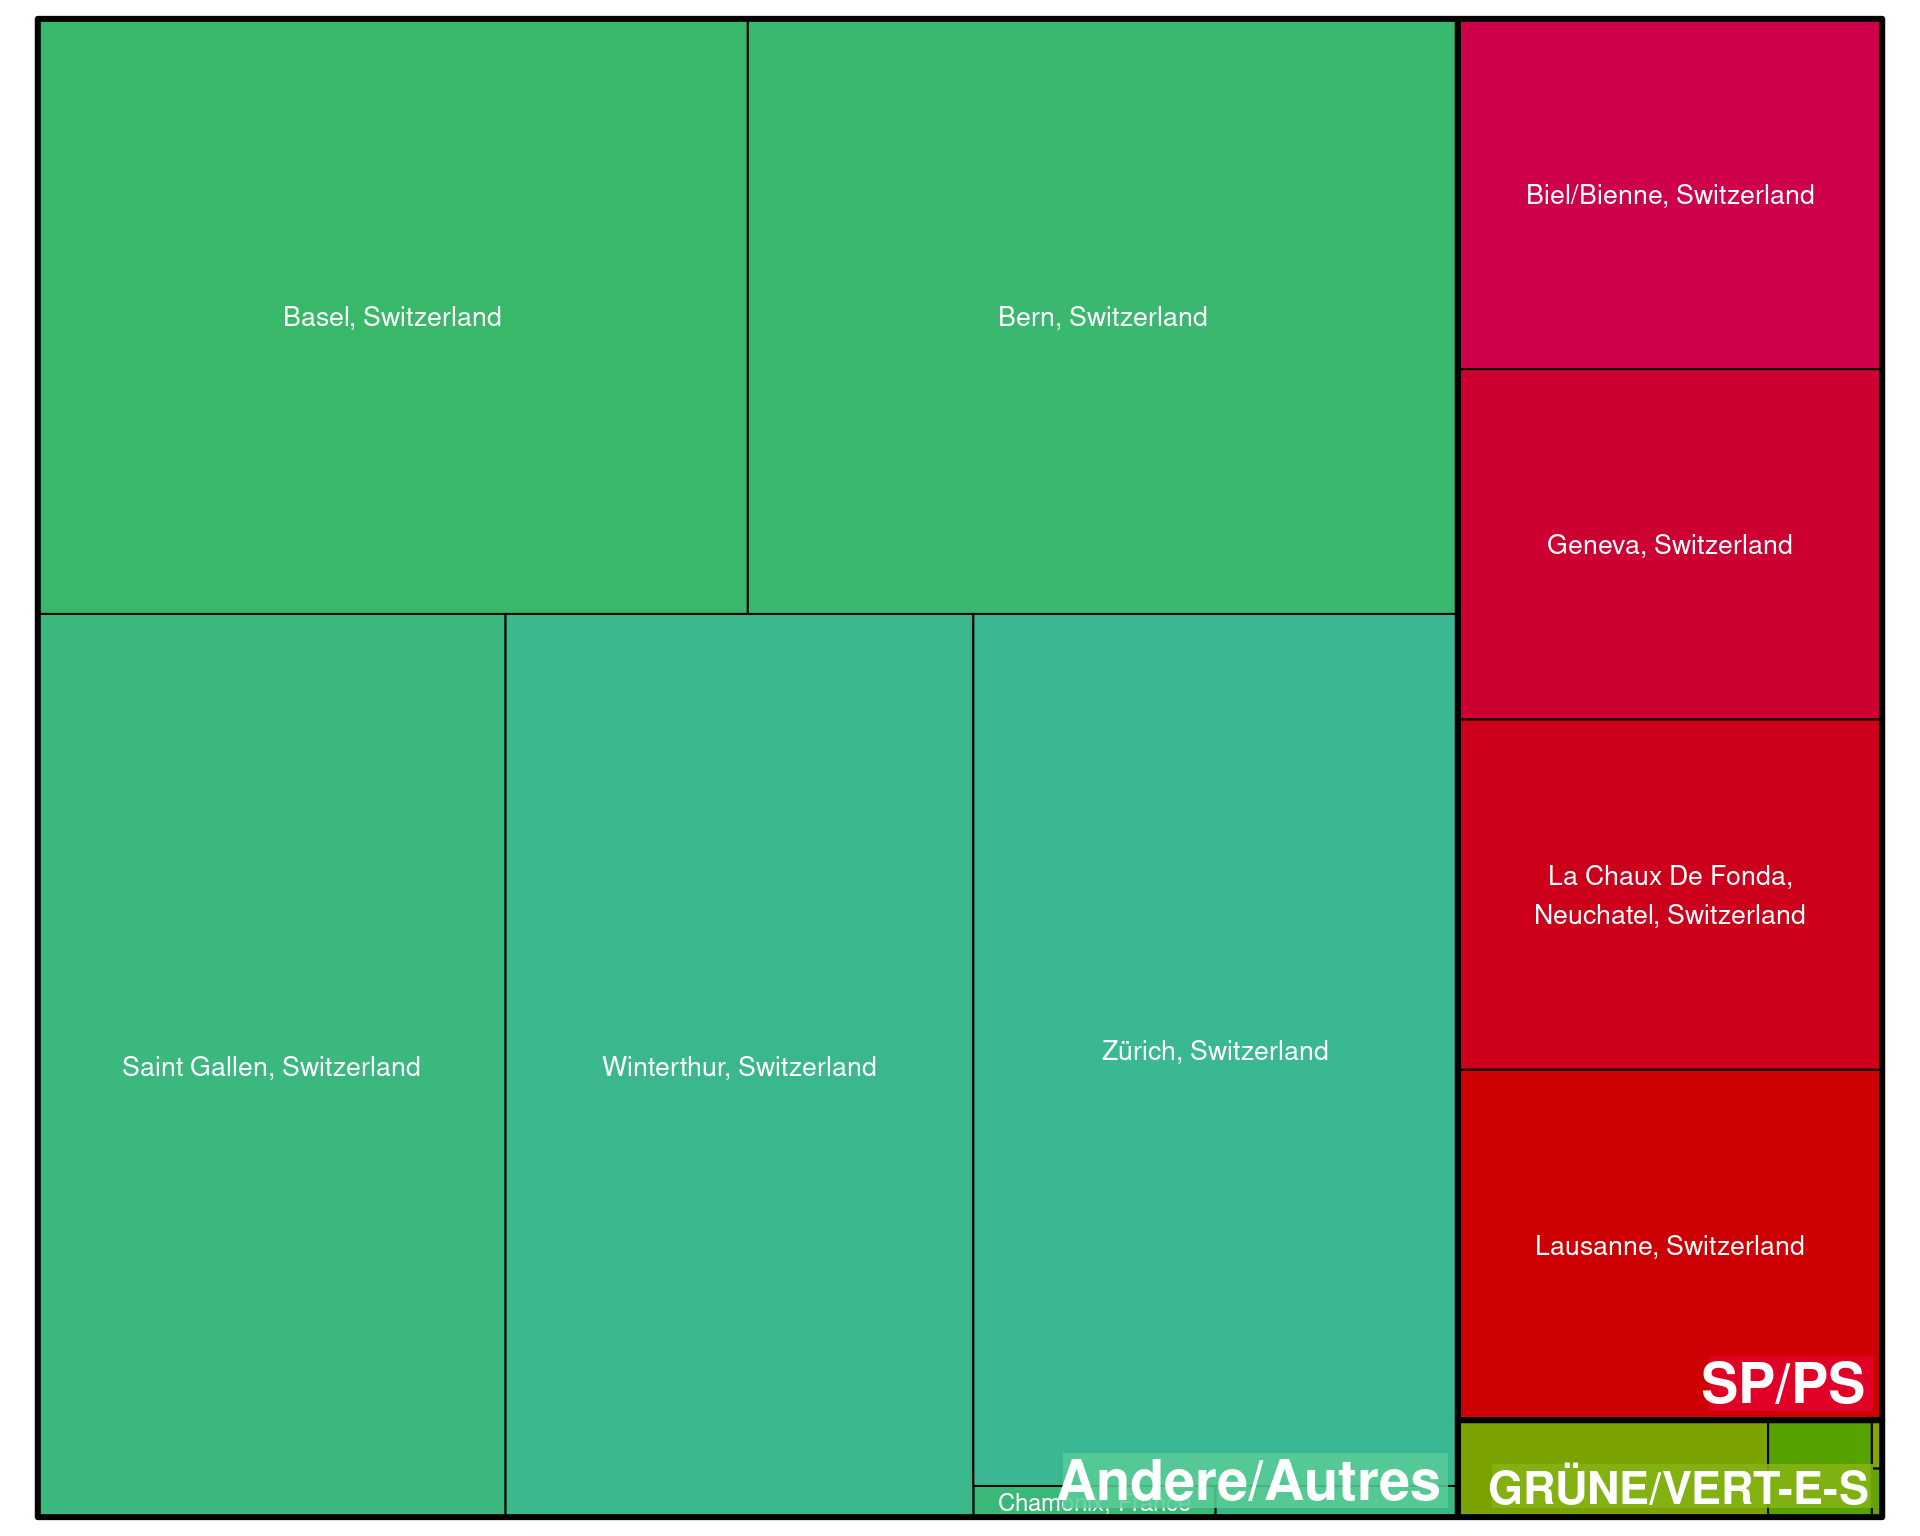 Basel, Switzerland
Bern, Switzerland
Biel/Bienne, Switzerland
Geneva, Switzerland
La Chaux De Fonda,
Neuchatel, Switzerland
Saint Gallen, Switzerland
Winterthur, Switzerland
Zürich, Switzerland
Lausanne, Switzerland
SP/PS
Andere/Autres
Chamonix, France
GRÜNE/VERT-E-S